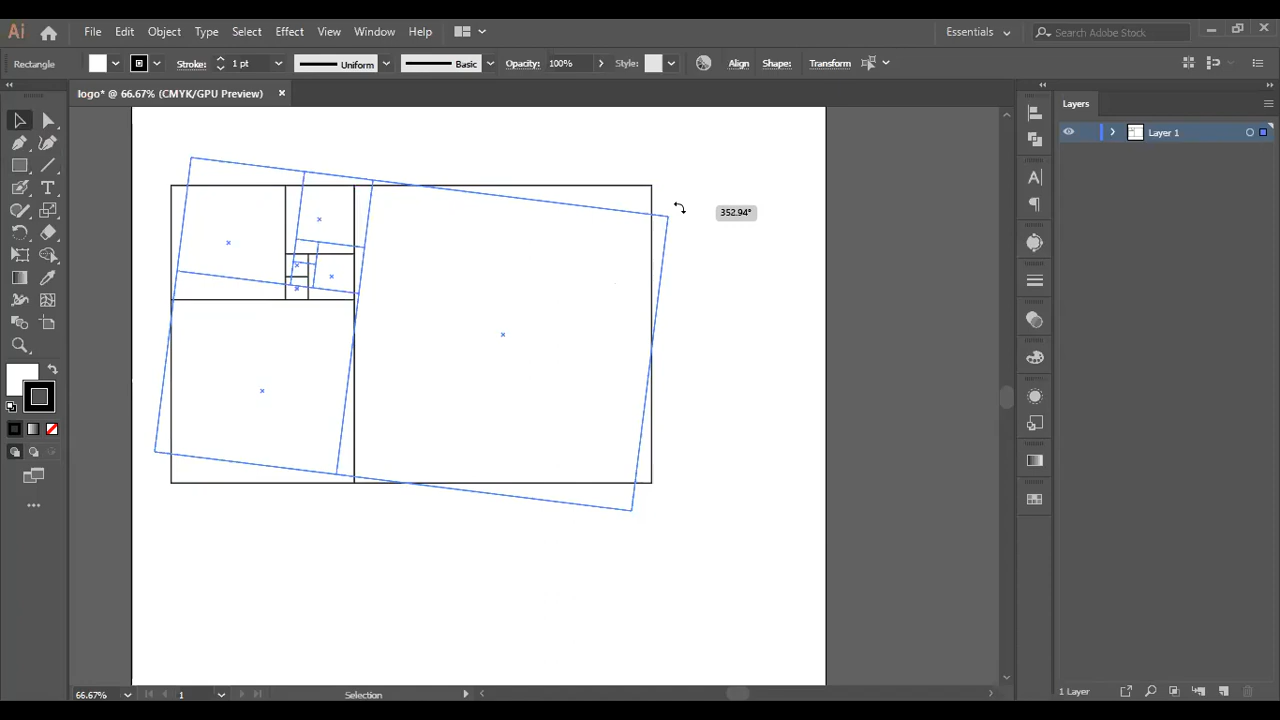 Ai File Edit Object Type Select Effect View Window Help Essentials Search Adobe Stock
Rectangle Stroke: 1 pt Uniform Basic Opacity: 100% Style: Align Shape: Transform
logo* @ 66.67% (CMYK/GPU Preview) ×
Layers
Layer 1
352.94°
66.67% 1 Selection 1 Layer